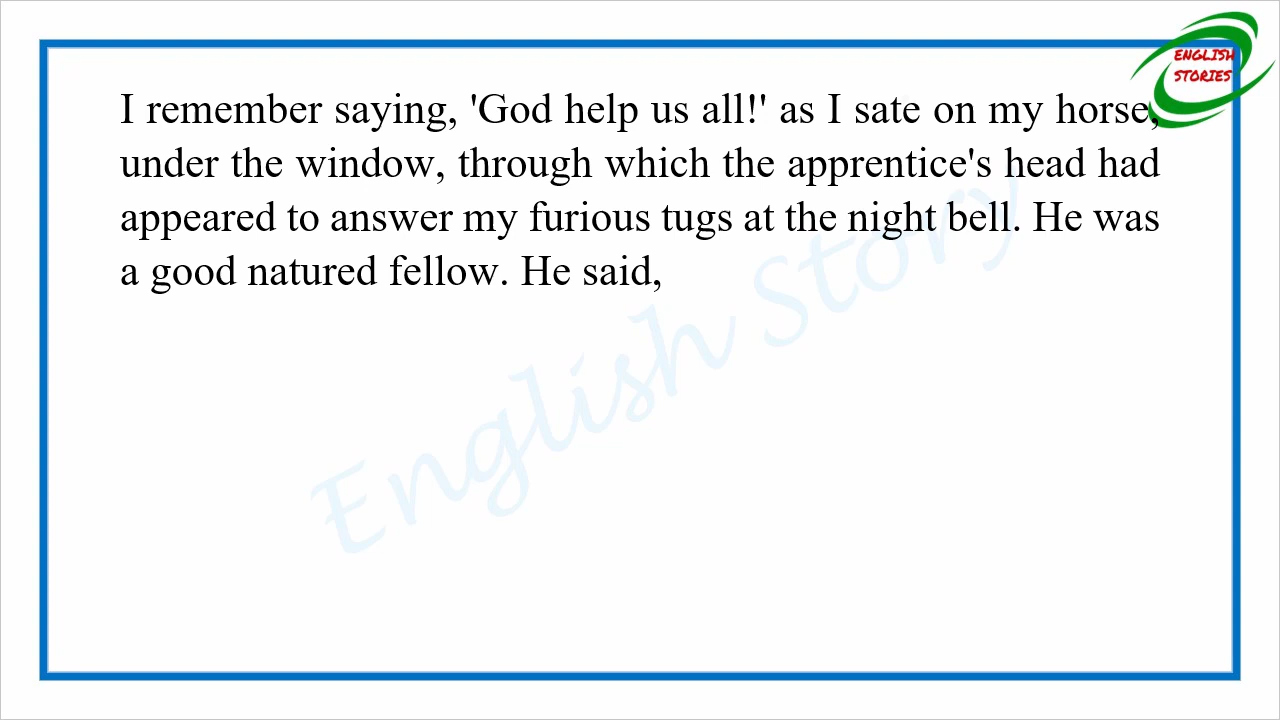 ENGLISH
STORIES
I remember saying, 'God help us all!' as I sate on my horse,
under the window, through which the apprentice's head had
appeared to answer my furious tugs at the night bell. He was
a good natured fellow. He said,
English Story